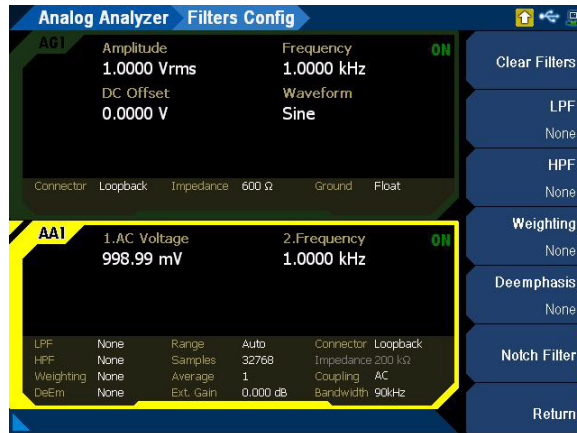 Analog Analyzer Filters Config
AG1
ON
Amplitude Frequency
1.0000 Vrms 1.0000 kHz
DC Offset Waveform
0.0000 V Sine
Connector Loopback Impedance 600 Ω Ground Float
AA1
ON
1.AC Voltage 2.Frequency
998.99 mV 1.0000 kHz
LPF None Range Auto Connector Loopback
HPF None Samples 32768 Impedance 200 kΩ
Weighting None Average 1 Coupling AC
DeEm None Ext. Gain 0.000 dB Bandwidth 90kHz
Clear Filters
LPF
None
HPF
None
Weighting
None
Deemphasis
None
Notch Filter
Return